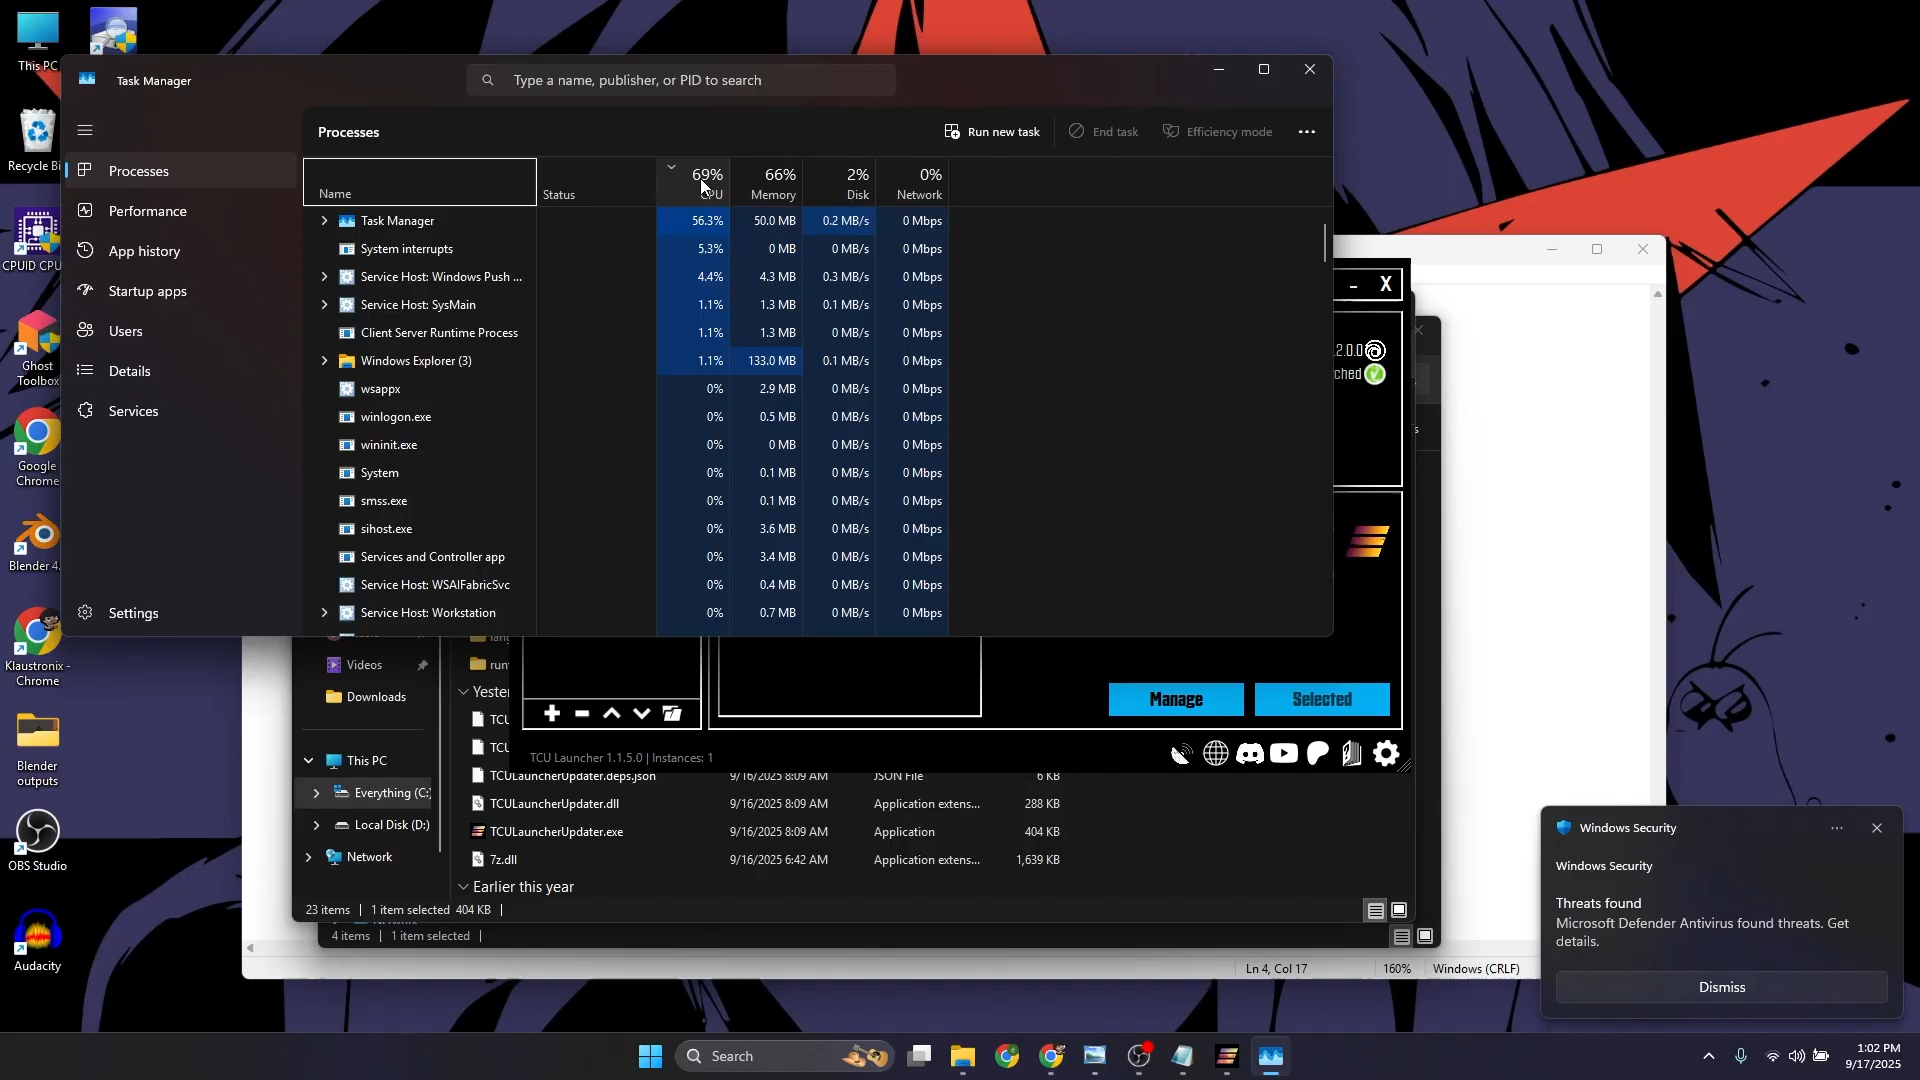 This PC
Recycle Bi
CPUID CPU
Ghost
Toolbox
Google
Chrome
Blender 4.
Klaustronix -
Chrome
Blender
outputs
OBS Studio
Audacity
Task Manager
Type a name, publisher, or PID to search
Processes
Performance
App history
Startup apps
Users
Details
Services
Settings
Processes
Run new task
End task
Efficiency mode
Name
Status
69%
CPU
66%
Memory
2%
Disk
0%
Network
Task Manager 56.3% 50.0 MB 0.2 MB/s 0 Mbps
System interrupts 5.3% 0 MB 0 MB/s 0 Mbps
Service Host: Windows Push ... 4.4% 4.3 MB 0.3 MB/s 0 Mbps
Service Host: SysMain 1.1% 1.3 MB 0.1 MB/s 0 Mbps
Client Server Runtime Process 1.1% 1.3 MB 0 MB/s 0 Mbps
Windows Explorer (3) 1.1% 133.0 MB 0.1 MB/s 0 Mbps
wsappx 0% 2.9 MB 0 MB/s 0 Mbps
winlogon.exe 0% 0.5 MB 0 MB/s 0 Mbps
wininit.exe 0% 0 MB 0 MB/s 0 Mbps
System 0% 0.1 MB 0 MB/s 0 Mbps
smss.exe 0% 0.1 MB 0 MB/s 0 Mbps
sihost.exe 0% 3.6 MB 0 MB/s 0 Mbps
Services and Controller app 0% 3.4 MB 0 MB/s 0 Mbps
Service Host: WSAIFabricSvc 0% 0.4 MB 0 MB/s 0 Mbps
Service Host: Workstation 0% 0.7 MB 0 MB/s 0 Mbps
X
.2.0.0
ched
Manage
Selected
TCU Launcher 1.1.5.0 | Instances: 1
Videos
Downloads
This PC
Everything (C:)
Local Disk (D:)
Network
run
Yester
TCU
TCU
TCULauncherUpdater.deps.json 9/16/2025 8:09 AM JSON File 6 KB
TCULauncherUpdater.dll 9/16/2025 8:09 AM Application extens... 288 KB
TCULauncherUpdater.exe 9/16/2025 8:09 AM Application 404 KB
7z.dll 9/16/2025 6:42 AM Application extens... 1,639 KB
Earlier this year
23 items | 1 item selected 404 KB |
4 items | 1 item selected |
Ln 4, Col 17
160%
Windows (CRLF)
Windows Security
Windows Security
Threats found
Microsoft Defender Antivirus found threats. Get
details.
Dismiss
Search
1:02 PM
9/17/2025